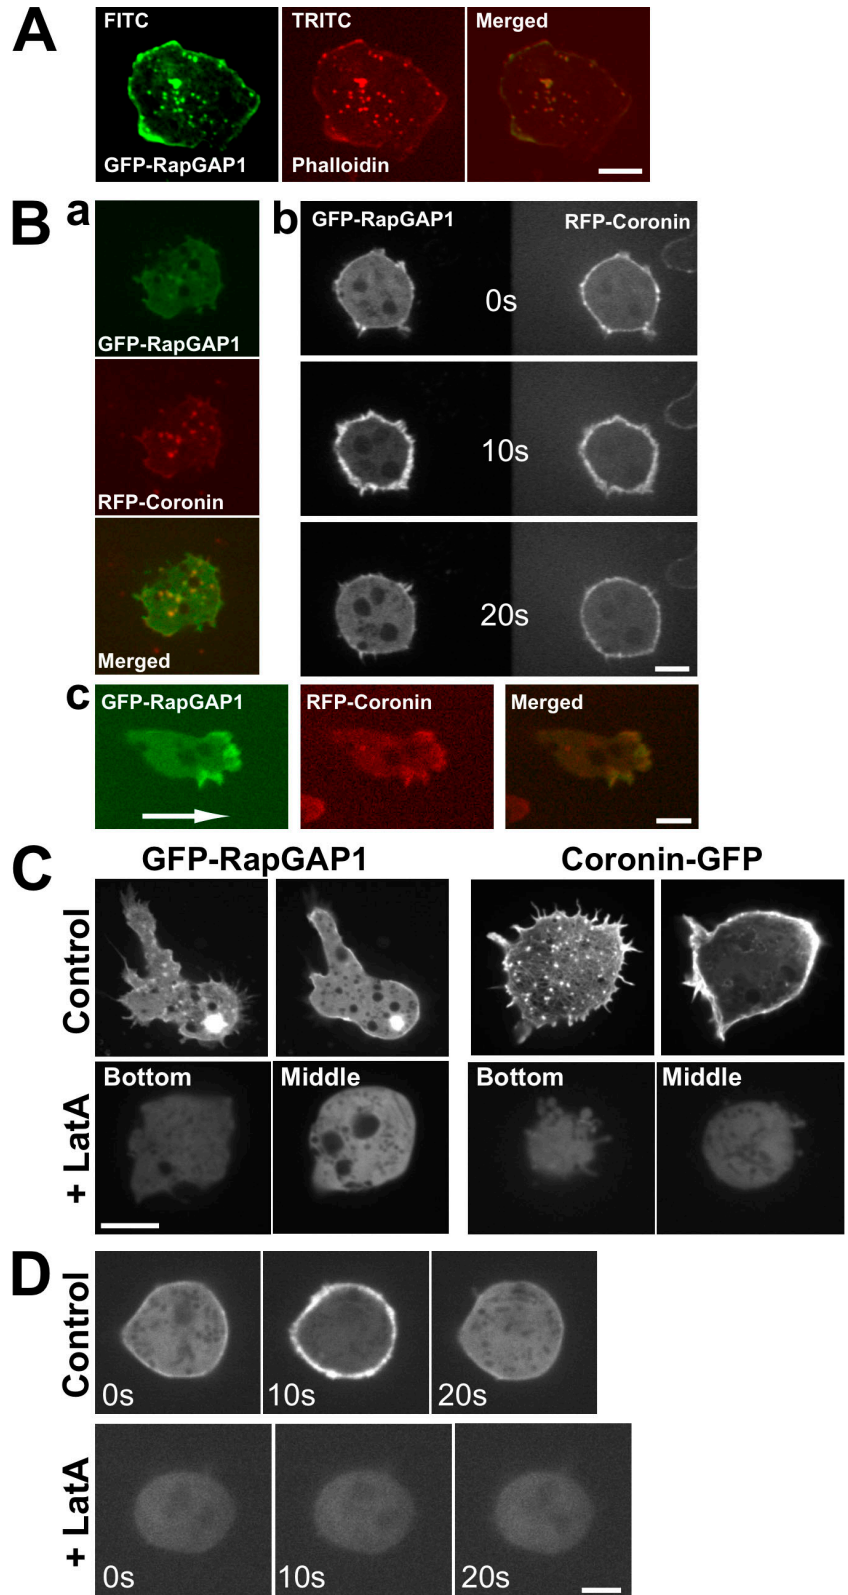 A
FITC
TRITC
Merged
GFP-RapGAP1
Phalloidin
B
a
GFP-RapGAP1
RFP-Coronin
Merged
b
GFP-RapGAP1
RFP-Coronin
0s
10s
20s
c
GFP-RapGAP1
RFP-Coronin
Merged
C
GFP-RapGAP1
Coronin-GFP
Control
+ LatA
Bottom
Middle
Bottom
Middle
D
Control
0s
10s
20s
+ LatA
0s
10s
20s